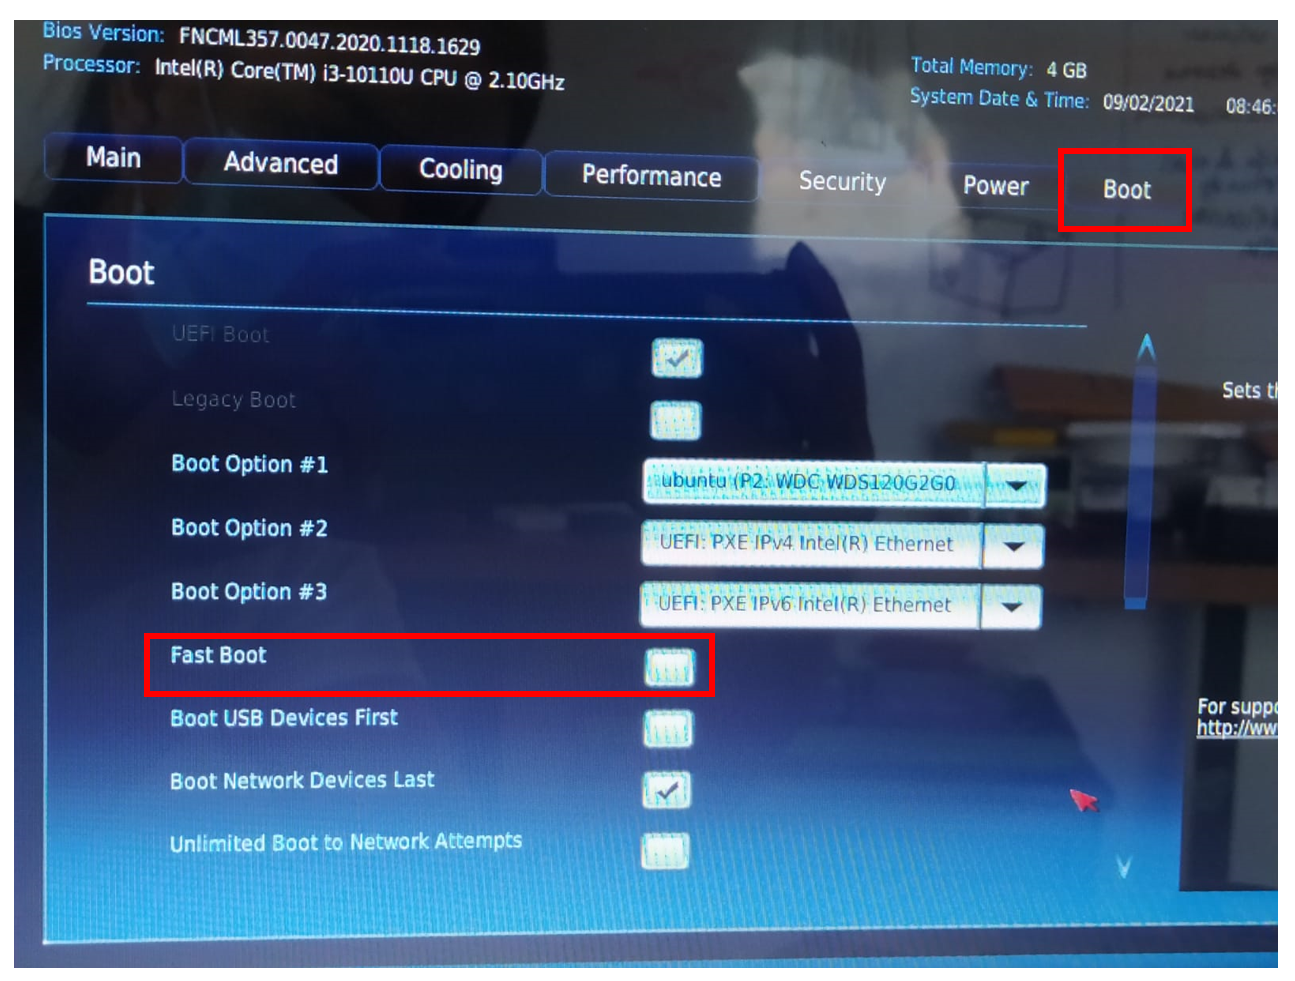 Bios Version: FNCML357.0047.2020.1118.1629
Processor: Intel(R) Core(TM) i3-10110U CPU @ 2.10GHz
Total Memory: 4 GB
System Date & Time: 09/02/2021 08:46:
Main Advanced Cooling Performance Security Power Boot
Boot
UEFI Boot
Legacy Boot
Sets th
Boot Option #1 ubuntu (P2: WDC WDS120G2G0
Boot Option #2 UEFI: PXE IPv4 Intel(R) Ethernet
Boot Option #3 UEFI: PXE IPv6 Intel(R) Ethernet
Fast Boot
Boot USB Devices First
For suppo
http://ww
Boot Network Devices Last
Unlimited Boot to Network Attempts